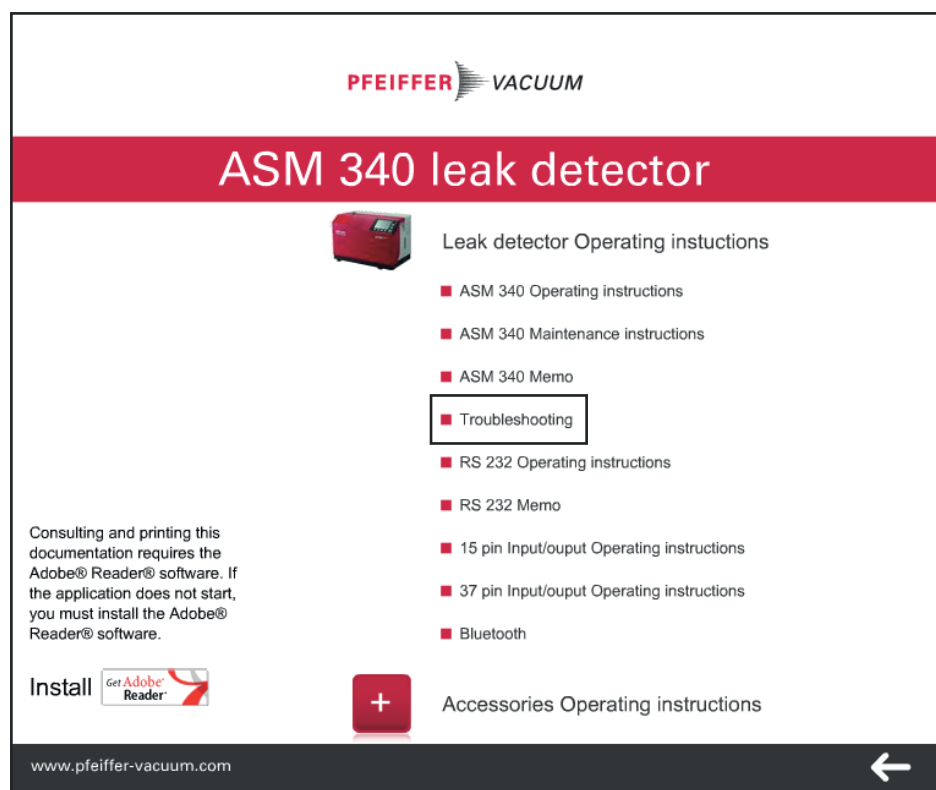 PFEIFFER VACUUM
ASM 340 leak detector
Leak detector Operating instuctions
ASM 340 Operating instructions
ASM 340 Maintenance instructions
ASM 340 Memo
Troubleshooting
RS 232 Operating instructions
RS 232 Memo
15 pin Input/ouput Operating instructions
37 pin Input/ouput Operating instructions
Bluetooth
Consulting and printing this
documentation requires the
Adobe® Reader® software. If
the application does not start,
you must install the Adobe®
Reader® software.
Install
Get Adobe®
Reader®
+
Accessories Operating instructions
www.pfeiffer-vacuum.com